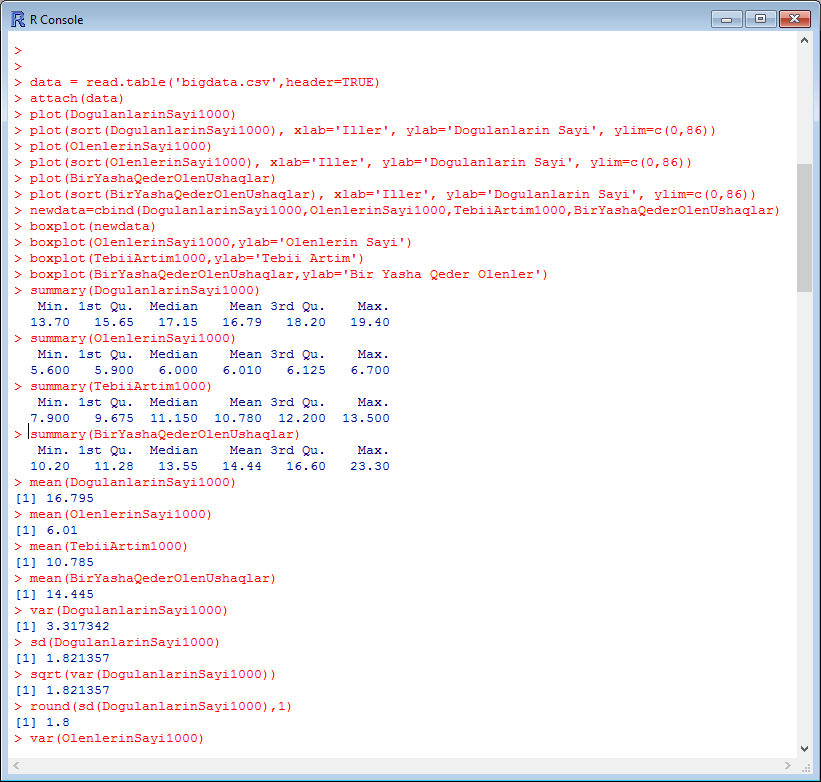 R Console
>
>
> data = read.table('bigdata.csv',header=TRUE)
> attach(data)
> plot(DogulanlarinSayi1000)
> plot(sort(DogulanlarinSayi1000), xlab='Iller', ylab='Dogulanlarin Sayi', ylim=c(0,86))
> plot(OlenlerinSayi1000)
> plot(sort(OlenlerinSayi1000), xlab='Iller', ylab='Dogulanlarin Sayi', ylim=c(0,86))
> plot(BirYashaQederOlenUshaqlar)
> plot(sort(BirYashaQederOlenUshaqlar), xlab='Iller', ylab='Dogulanlarin Sayi', ylim=c(0,86))
> newdata=cbind(DogulanlarinSayi1000,OlenlerinSayi1000,TebiiArtim1000,BirYashaQederOlenUshaqlar)
> boxplot(newdata)
> boxplot(OlenlerinSayi1000,ylab='Olenlerin Sayi')
> boxplot(TebiiArtim1000,ylab='Tebii Artim')
> boxplot(BirYashaQederOlenUshaqlar,ylab='Bir Yasha Qeder Olenler')
> summary(DogulanlarinSayi1000)
   Min. 1st Qu.  Median    Mean 3rd Qu.    Max.
  13.70   15.65   17.15   16.79   18.20   19.40
> summary(OlenlerinSayi1000)
   Min. 1st Qu.  Median    Mean 3rd Qu.    Max.
  5.600   5.900   6.000   6.010   6.125   6.700
> summary(TebiiArtim1000)
   Min. 1st Qu.  Median    Mean 3rd Qu.    Max.
  7.900   9.675  11.150  10.780  12.200  13.500
> summary(BirYashaQederOlenUshaqlar)
   Min. 1st Qu.  Median    Mean 3rd Qu.    Max.
  10.20   11.28   13.55   14.44   16.60   23.30
> mean(DogulanlarinSayi1000)
[1] 16.795
> mean(OlenlerinSayi1000)
[1] 6.01
> mean(TebiiArtim1000)
[1] 10.785
> mean(BirYashaQederOlenUshaqlar)
[1] 14.445
> var(DogulanlarinSayi1000)
[1] 3.317342
> sd(DogulanlarinSayi1000)
[1] 1.821357
> sqrt(var(DogulanlarinSayi1000))
[1] 1.821357
> round(sd(DogulanlarinSayi1000),1)
[1] 1.8
> var(OlenlerinSayi1000)